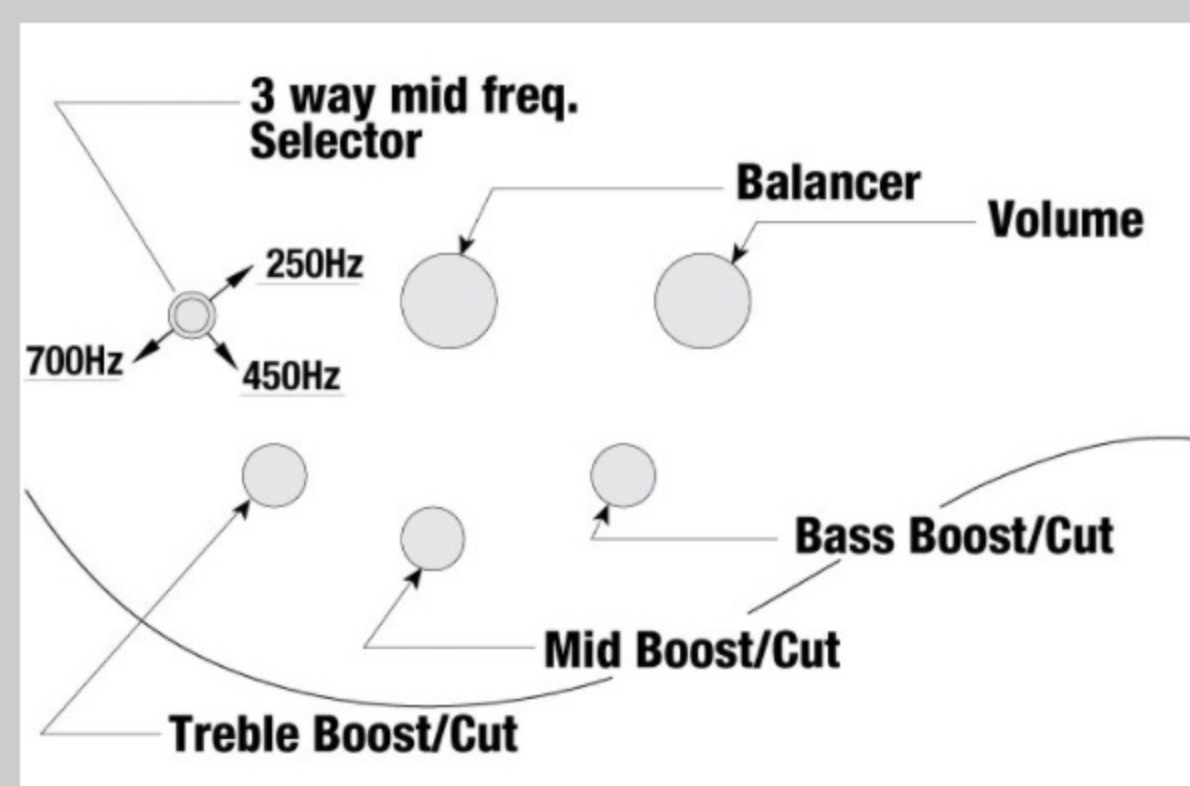 3 way mid freq.
Selector
Balancer
Volume
250Hz
700Hz
450Hz
Bass Boost/Cut
Mid Boost/Cut
Treble Boost/Cut